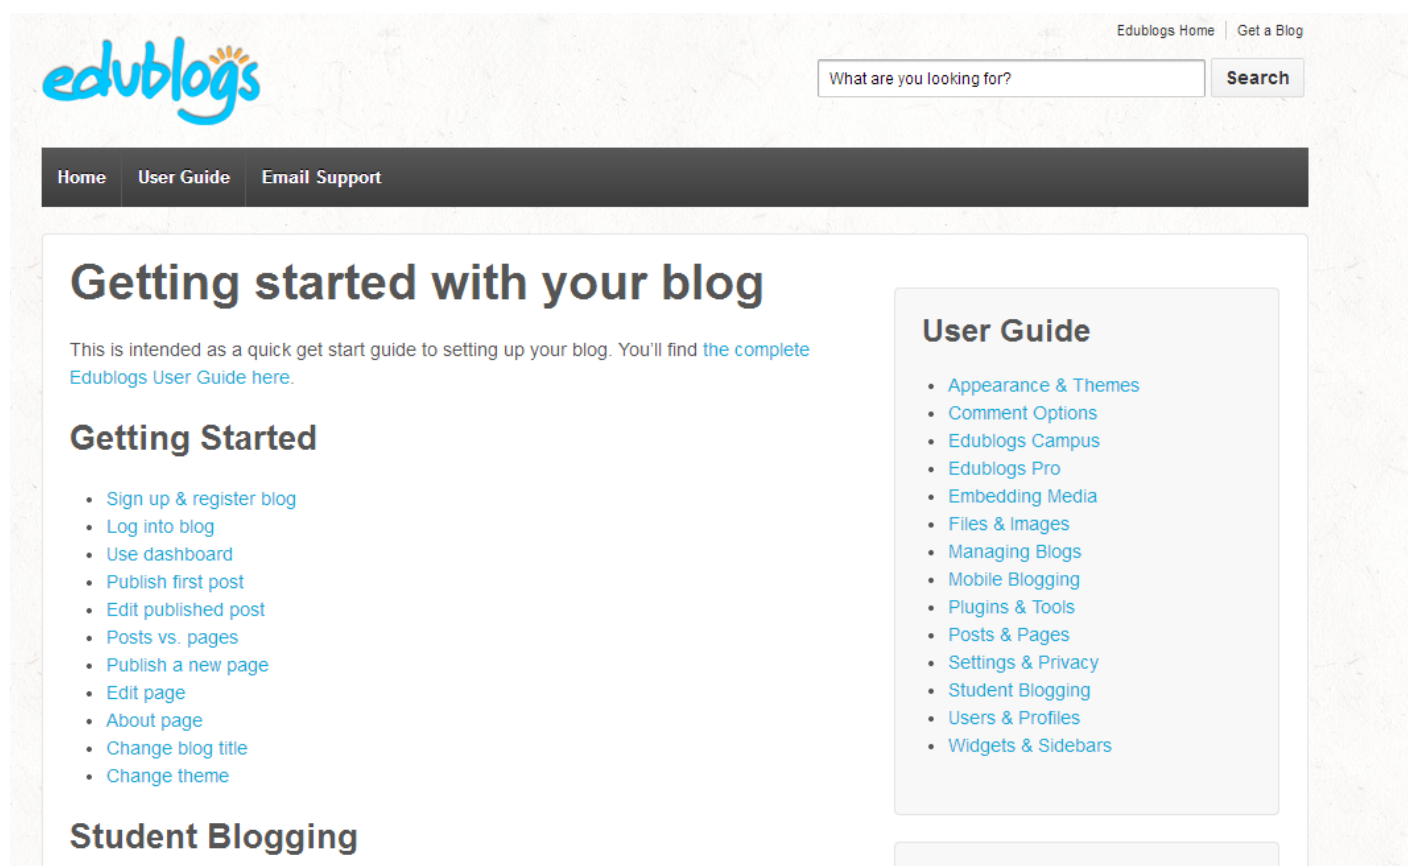 Edublogs Home
Get a Blog
edublogs
What are you looking for?
Search
Home
User Guide
Email Support
Getting started with your blog
This is intended as a quick get start guide to setting up your blog. You'll find the complete
Edublogs User Guide here.
Getting Started
Sign up & register blog
Log into blog
Use dashboard
Publish first post
Edit published post
Posts vs. pages
Publish a new page
Edit page
About page
Change blog title
Change theme
Student Blogging
User Guide
Appearance & Themes
Comment Options
Edublogs Campus
Edublogs Pro
Embedding Media
Files & Images
Managing Blogs
Mobile Blogging
Plugins & Tools
Posts & Pages
Settings & Privacy
Student Blogging
Users & Profiles
Widgets & Sidebars